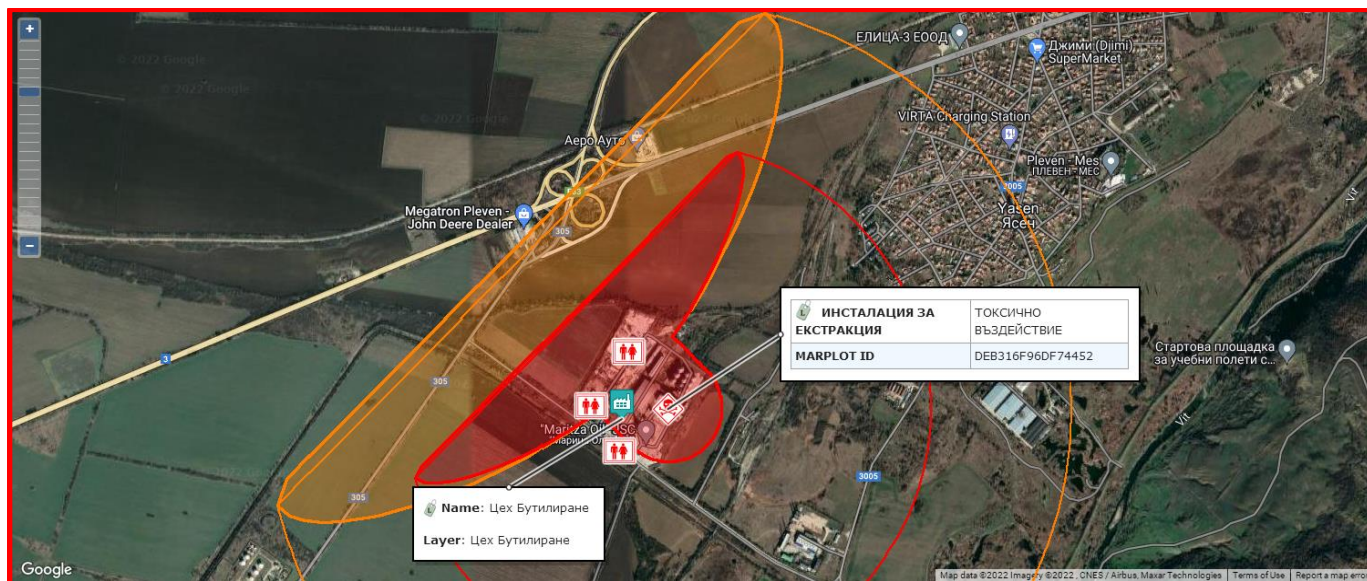 © 2022 Google
© 2022 Google
ЕЛИЦА-3 ЕООД
Джими (Djimi)
SuperMarket
VIRTA Charging Station
Аеро Ауто
Pleven - Mes
ПЛЕВЕН - МЕС
3005
Yasen
Ясен
Megatron Pleven -
John Deere Dealer
305
Vit
ИНСТАЛАЦИЯ ЗА ЕКСТРАКЦИЯ
ТОКСИЧНО ВЪЗДЕЙСТВИЕ
MARPLOT ID
DEB316F96DF74452
Стартова площадка
за учебни полети с...
3
305
"Maritza Oil" JSC
Vit
3005
305
Name: Цех Бутилиране
Layer: Цех Бутилиране
Google
Map data ©2022 Imagery ©2022 , CNES / Airbus, Maxar Technologies
Terms of Use
Report a map error